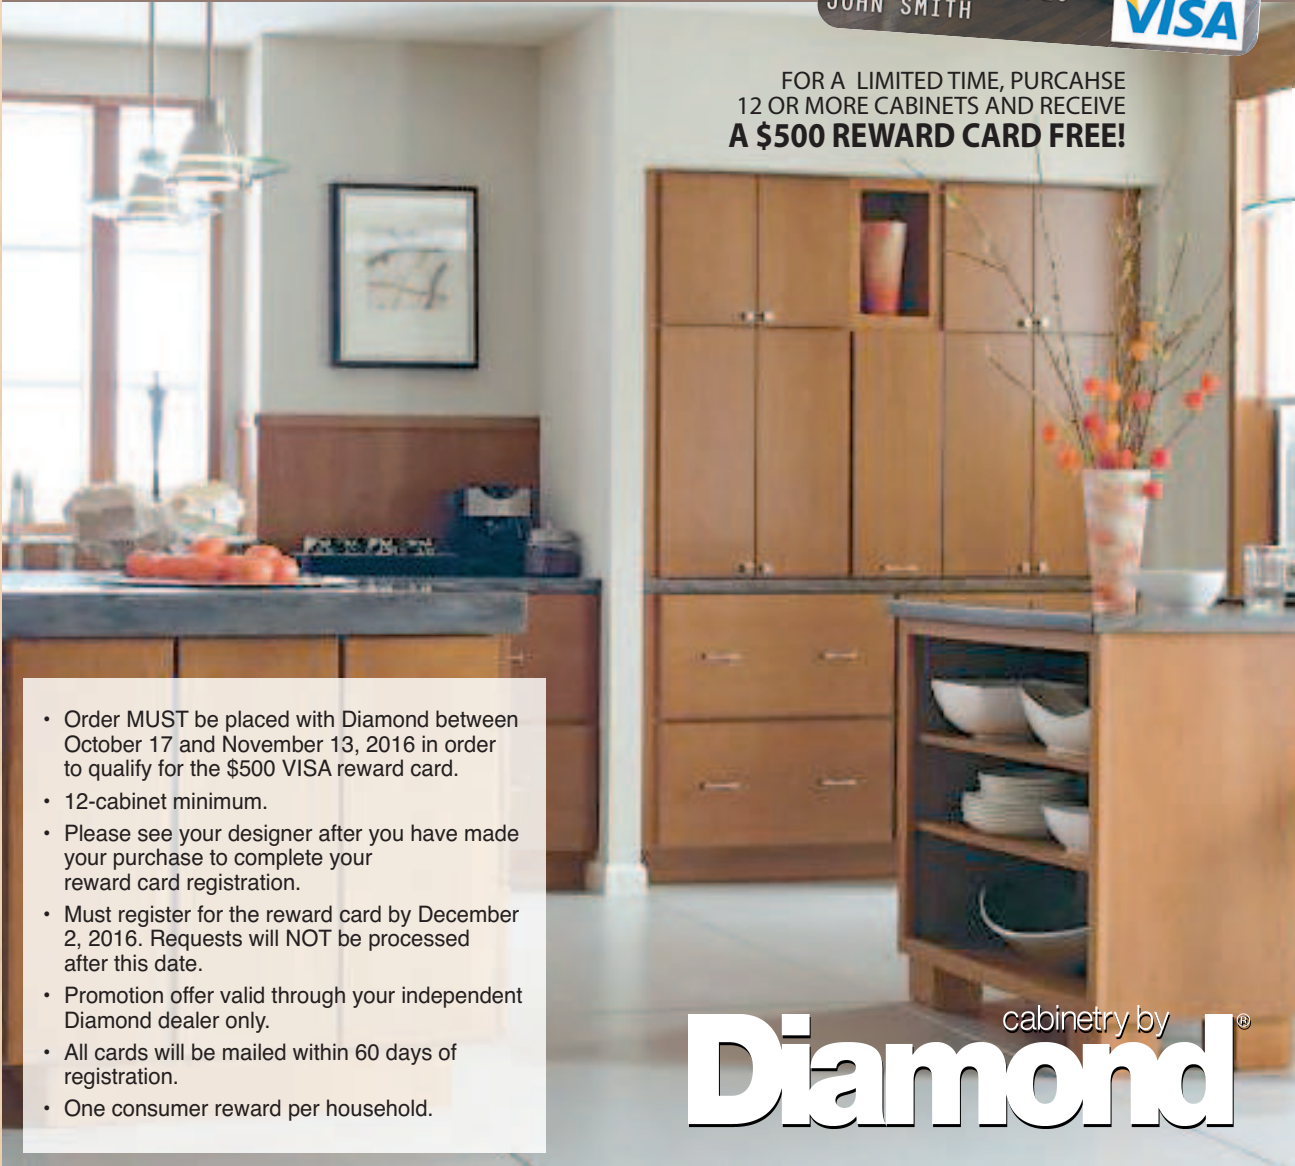 JOHN SMITH
VISA
FOR A LIMITED TIME, PURCAHSE
12 OR MORE CABINETS AND RECEIVE
A $500 REWARD CARD FREE!
• Order MUST be placed with Diamond between
October 17 and November 13, 2016 in order
to qualify for the $500 VISA reward card.
• 12-cabinet minimum.
• Please see your designer after you have made
your purchase to complete your
reward card registration.
• Must register for the reward card by December
2, 2016. Requests will NOT be processed
after this date.
• Promotion offer valid through your independent
Diamond dealer only.
• All cards will be mailed within 60 days of
registration.
• One consumer reward per household.
cabinetry by
Diamond®